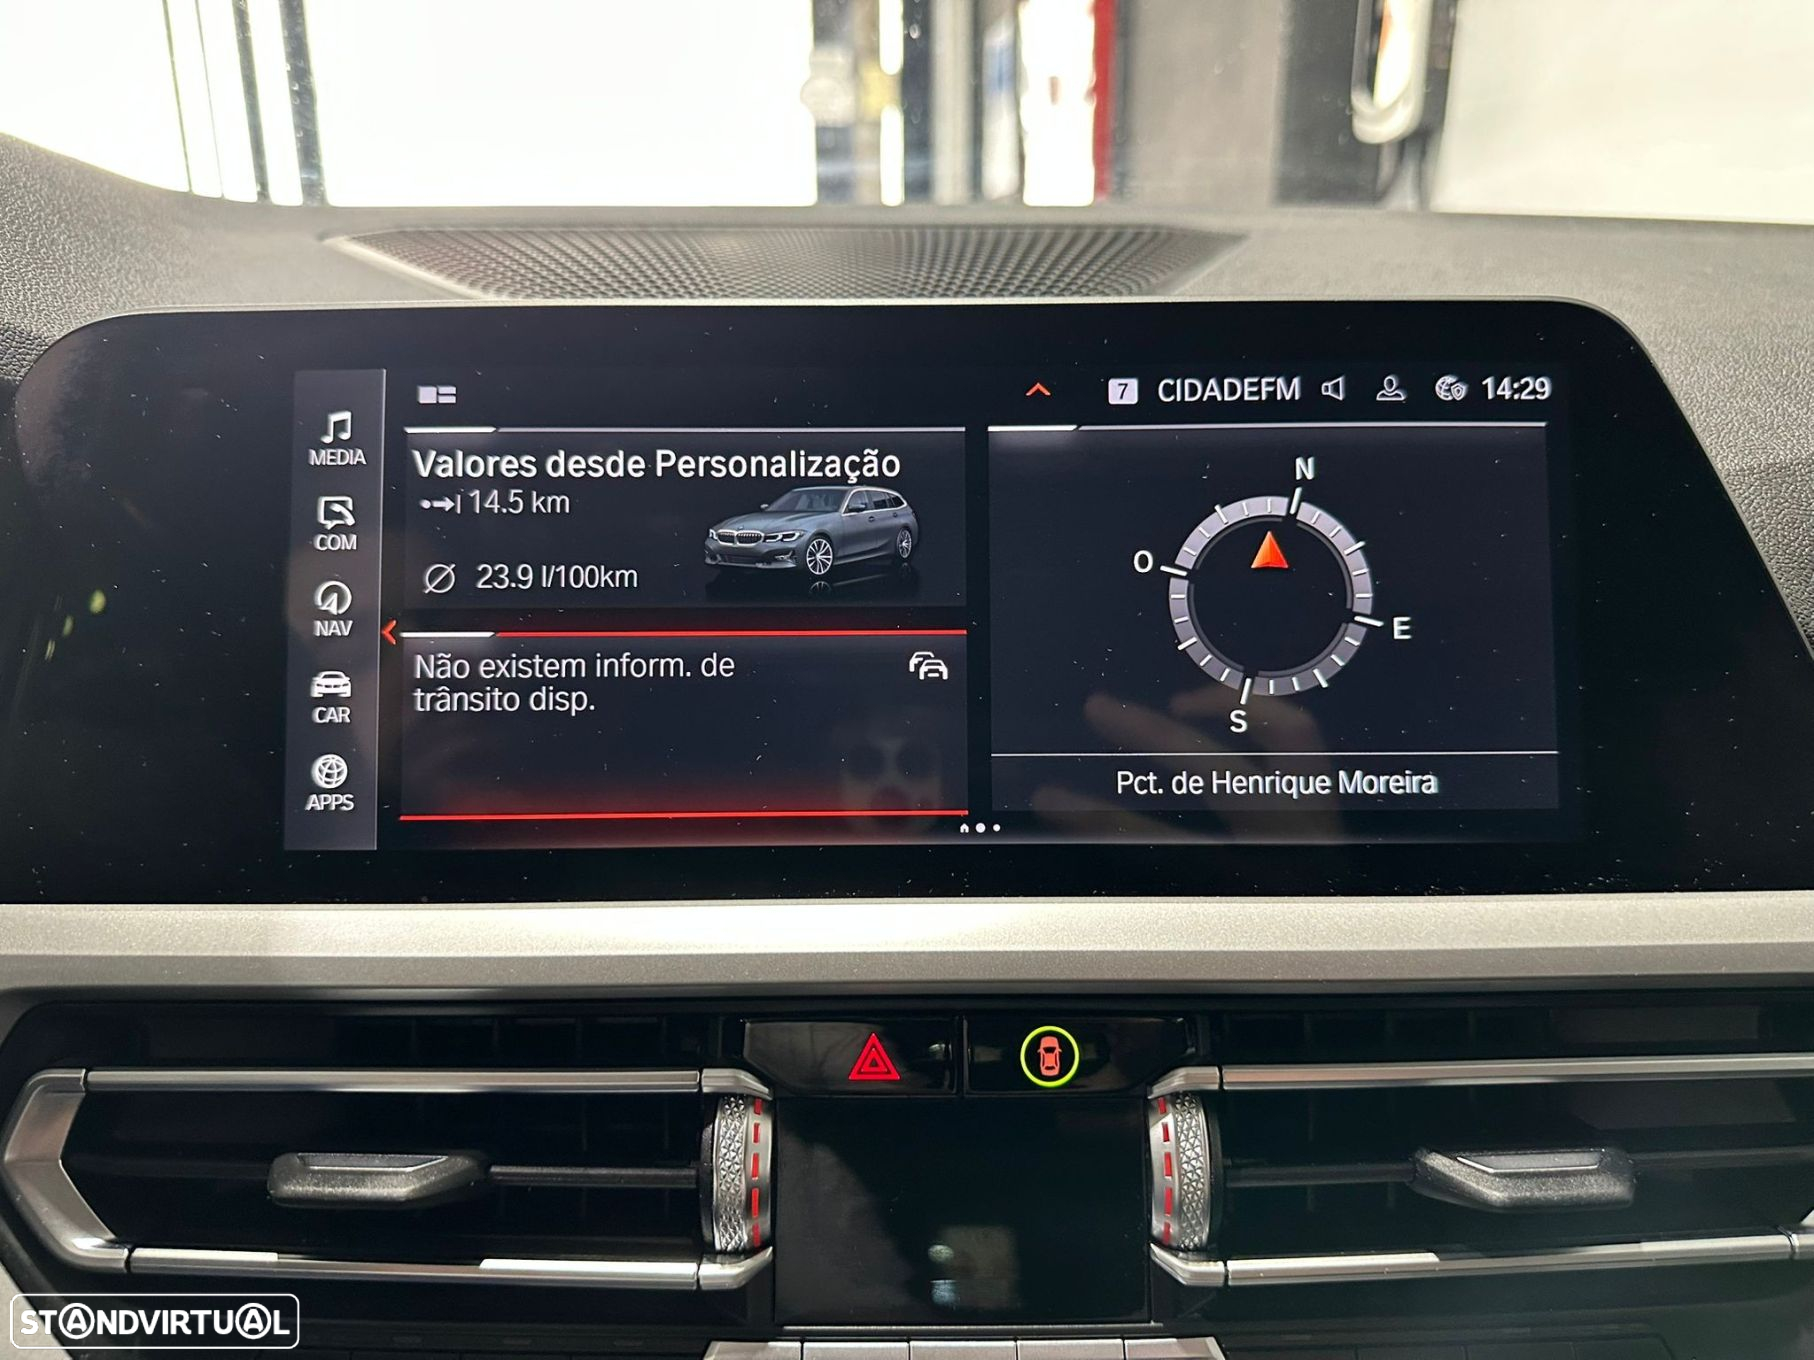 7 CIDADEFM 14:29
MEDIA
COM
NAV
CAR
APPS
Valores desde Personalização
14.5 km
23.9 l/100km
Não existem inform. de
trânsito disp.
N
O
E
S
Pct. de Henrique Moreira
STANDVIRTUAL